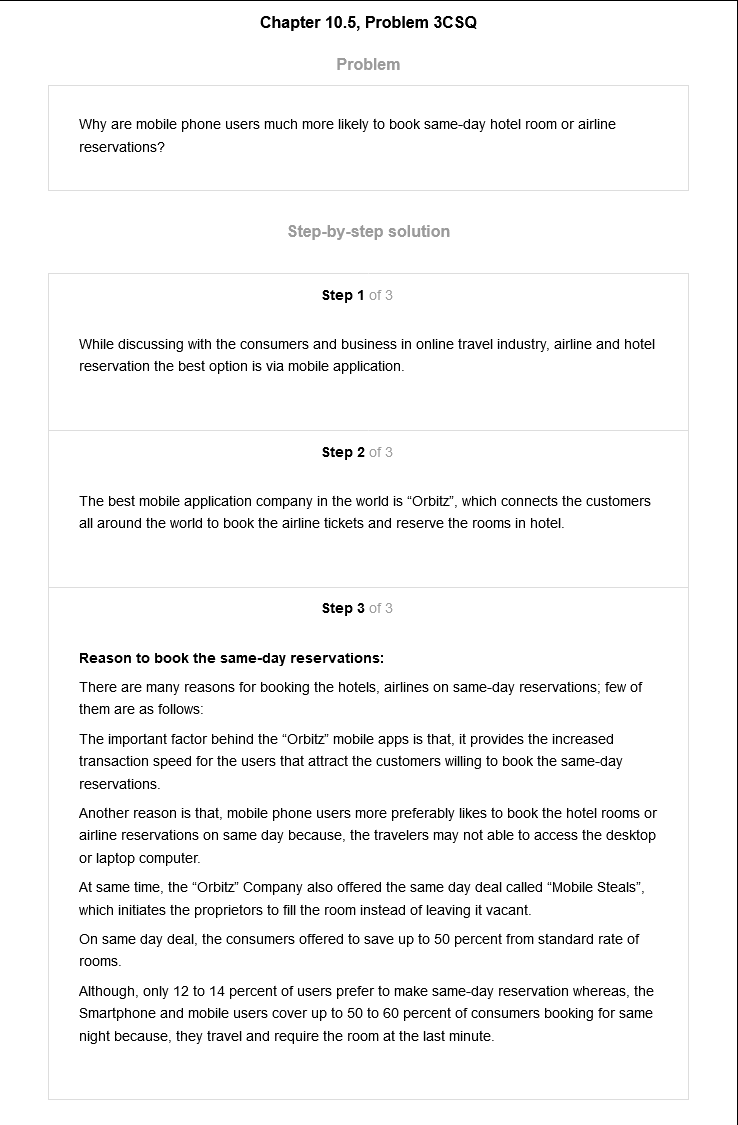 Chapter 10.5, Problem 3CSQ
Problem
Why are mobile phone users much more likely to book same-day hotel room or airline
reservations?
Step-by-step solution
Step 1 of 3
While discussing with the consumers and business in online travel industry, airline and hotel
reservation the best option is via mobile application.
Step 2 of 3
The best mobile application company in the world is “Orbitz”, which connects the customers
all around the world to book the airline tickets and reserve the rooms in hotel.
Step 3 of 3
Reason to book the same-day reservations:
There are many reasons for booking the hotels, airlines on same-day reservations; few of
them are as follows:
The important factor behind the “Orbitz” mobile apps is that, it provides the increased
transaction speed for the users that attract the customers willing to book the same-day
reservations.
Another reason is that, mobile phone users more preferably likes to book the hotel rooms or
airline reservations on same day because, the travelers may not able to access the desktop
or laptop computer.
At same time, the “Orbitz” Company also offered the same day deal called “Mobile Steals”,
which initiates the proprietors to fill the room instead of leaving it vacant.
On same day deal, the consumers offered to save up to 50 percent from standard rate of
rooms.
Although, only 12 to 14 percent of users prefer to make same-day reservation whereas, the
Smartphone and mobile users cover up to 50 to 60 percent of consumers booking for same
night because, they travel and require the room at the last minute.